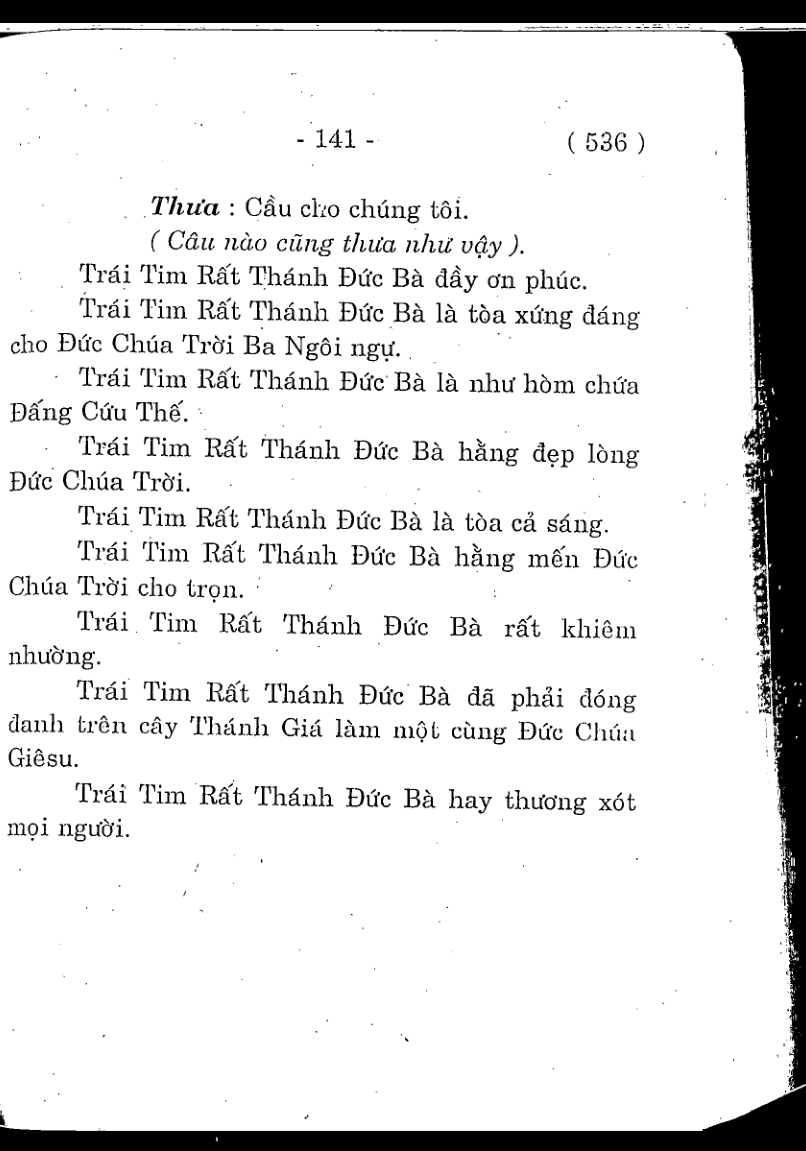 - 141 - ( 536 )
Thưa : Cầu cho chúng tôi.
( Câu nào cũng thưa như vậy ).
Trái Tim Rất Thánh Đức Bà đầy ơn phúc.
Trái Tim Rất Thánh Đức Bà là tòa xứng đáng
cho Đức Chúa Trời Ba Ngôi ngự.
Trái Tim Rất Thánh Đức Bà là như hòm chứa
Đấng Cứu Thế.
Trái Tim Rất Thánh Đức Bà hằng đẹp lòng
Đức Chúa Trời.
Trái Tim Rất Thánh Đức Bà là tòa cả sáng.
Trái Tim Rất Thánh Đức Bà hằng mến Đức
Chúa Trời cho trọn.
Trái Tim Rất Thánh Đức Bà rất khiêm
nhường.
Trái Tim Rất Thánh Đức Bà đã phải đóng
đanh trên cây Thánh Giá làm một cùng Đức Chúa
Giêsu.
Trái Tim Rất Thánh Đức Bà hay thương xót
mọi người.